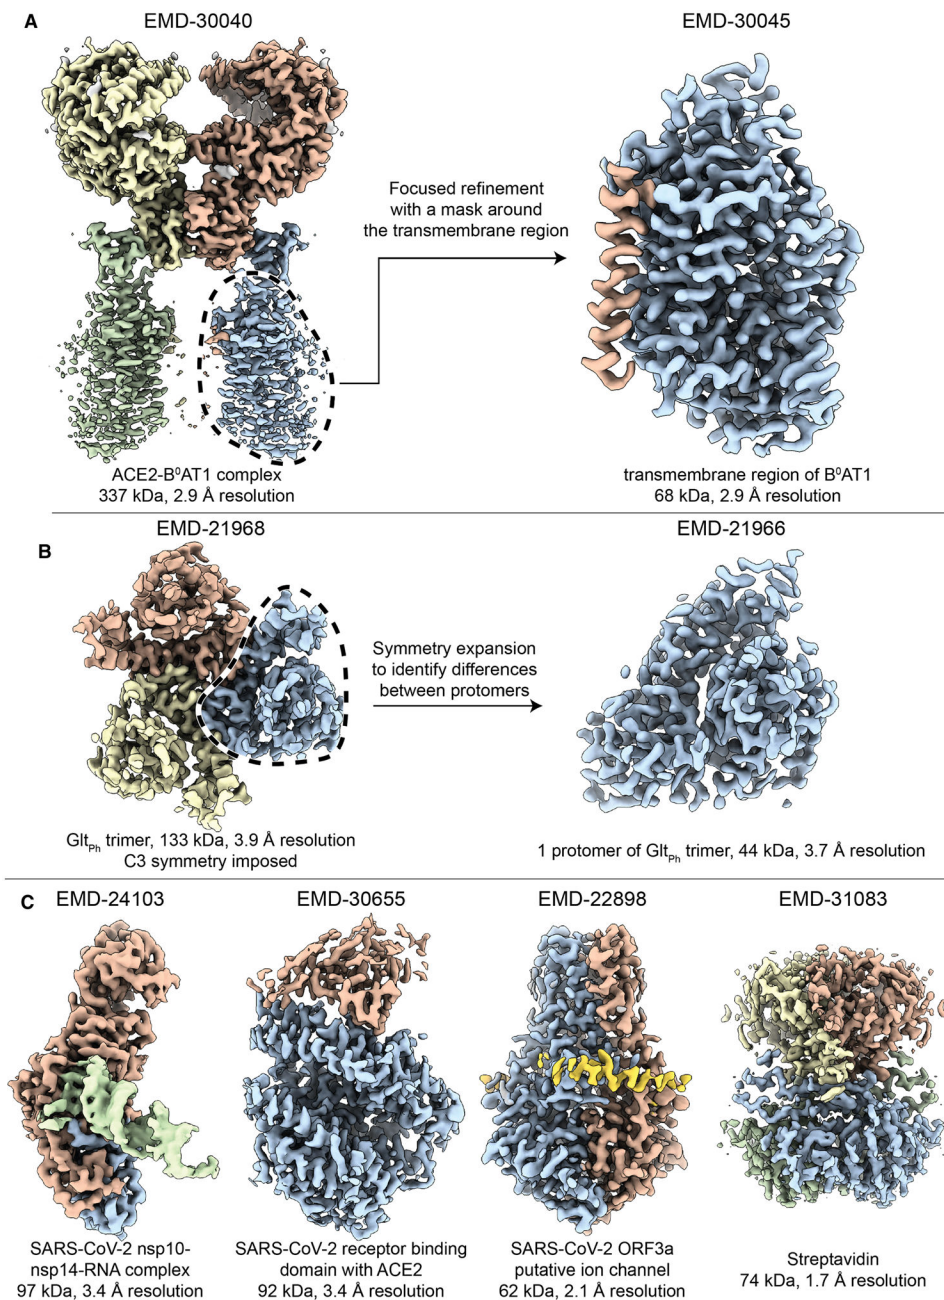 A
EMD-30040
EMD-30045
Focused refinement
with a mask around
the transmembrane region
ACE2-B⁰AT1 complex
337 kDa, 2.9 Å resolution
transmembrane region of B⁰AT1
68 kDa, 2.9 Å resolution
B
EMD-21968
EMD-21966
Symmetry expansion
to identify differences
between protomers
Glt_Ph trimer, 133 kDa, 3.9 Å resolution
C3 symmetry imposed
1 protomer of Glt_Ph trimer, 44 kDa, 3.7 Å resolution
C
EMD-24103
EMD-30655
EMD-22898
EMD-31083
SARS-CoV-2 nsp10-
nsp14-RNA complex
97 kDa, 3.4 Å resolution
SARS-CoV-2 receptor binding
domain with ACE2
92 kDa, 3.4 Å resolution
SARS-CoV-2 ORF3a
putative ion channel
62 kDa, 2.1 Å resolution
Streptavidin
74 kDa, 1.7 Å resolution